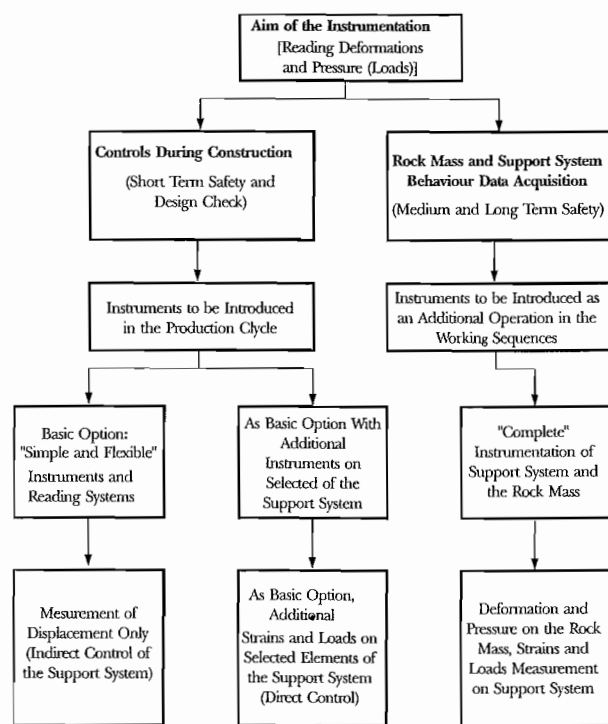 Aim of the Instrumentation
[Reading Deformations
and Pressure (Loads)]
Controls During Construction
(Short Term Safety and
Design Check)
Rock Mass and Support System
Behaviour Data Acquisition
(Medium and Long Term Safety)
Instruments to be Introduced
in the Production Clycle
Instruments to be Introduced as
an Additional Operation in the
Working Sequences
Basic Option:
"Simple and Flexible"
Instruments and
Reading Systems
As Basic Option With
Additional
Instruments on
Selected of the
Support System
"Complete"
Instrumentation of
Support System and
the Rock Mass
Mesurement of
Displacement Only
(Indirect Control of
the Support System)
As Basic Option,
Additional
Strains and Loads on
Selected Elements of
the Support System
(Direct Control)
Deformation and
Pressure on the Rock
Mass, Strains and
Loads Measurement
on Support System